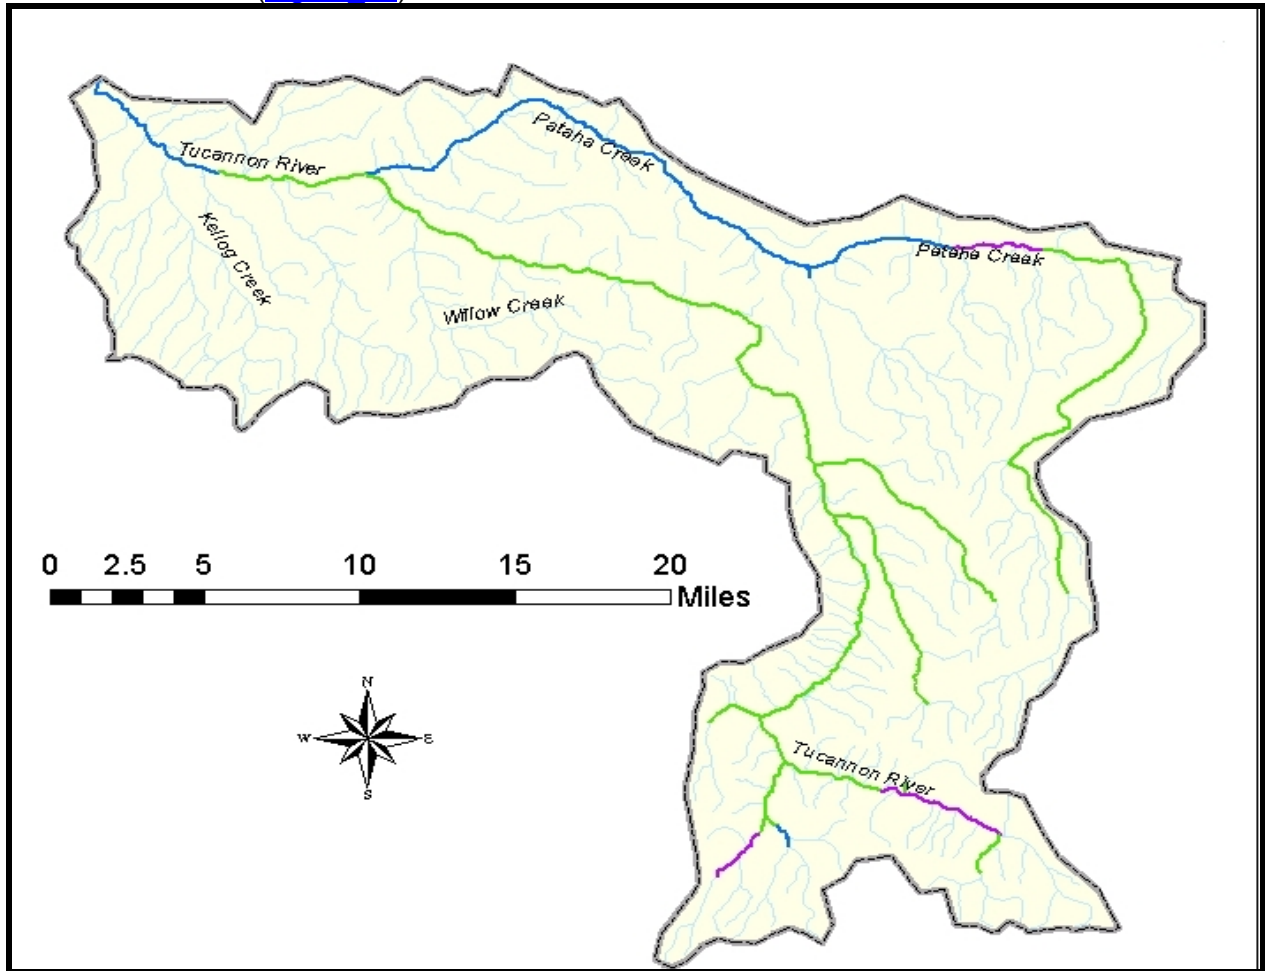 Pataha Creek
Tucannon River
Kellog Creek
Pataha Creek
Willow Creek
0 2.5 5 10 15 20
Miles
N
W E
S
Tucannon River